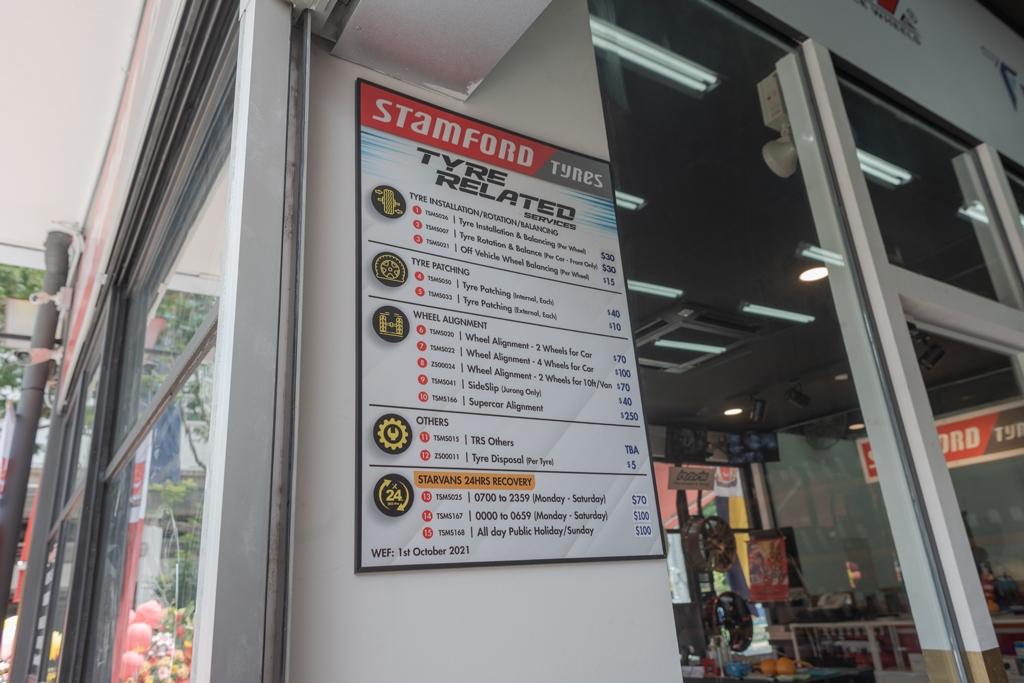 STAMFORD TYRES
TYRE
RELATED
SERVICES
TYRE INSTALLATION/ROTATION/BALANCING
1 TSMS026 | Tyre Installation & Balancing (Per Wheel) $30
2 TSMS007 | Tyre Rotation & Balance (Per Car - Front Only) $30
3 TSMS021 | Off Vehicle Wheel Balancing (Per Wheel) $15
TYRE PATCHING
4 TSMS050 | Tyre Patching (Internal, Each) $40
5 TSMS033 | Tyre Patching (External, Each) $10
WHEEL ALIGNMENT
6 TSMS020 | Wheel Alignment - 2 Wheels for Car $70
7 TSMS022 | Wheel Alignment - 4 Wheels for Car $100
8 ZS00024 | Wheel Alignment - 2 Wheels for 10ft/Van $70
9 TSMS041 | SideSlip (Jurong Only) $40
10 TSMS166 | Supercar Alignment $250
OTHERS
11 TSMS015 | TRS Others TBA
12 ZS00011 | Tyre Disposal (Per Tyre) $5
24
STARVANS 24HRS RECOVERY
13 TSMS025 | 0700 to 2359 (Monday - Saturday) $70
14 TSMS167 | 0000 to 0659 (Monday - Saturday) $100
15 TSMS168 | All day Public Holiday/Sunday $100
WEF: 1st October 2021
WHEELS
ORD TYR